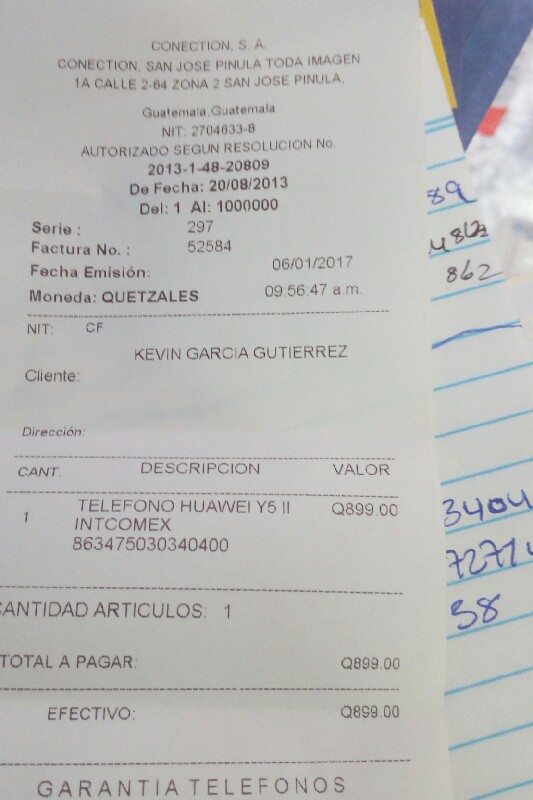 CONECTION, S. A.
CONECTION, SAN JOSE PINULA TODA IMAGEN
1A CALLE 2-64 ZONA 2 SAN JOSE PINULA,
Guatemala,Guatemala
NIT: 2704633-8
AUTORIZADO SEGUN RESOLUCION No.
2013-1-48-20809
De Fecha: 20/08/2013
Del: 1 Al: 1000000
Serie : 297
Factura No. : 52584
Fecha Emisión: 06/01/2017
Moneda: QUETZALES 09:56:47 a.m.
NIT: CF
KEVIN GARCIA GUTIERREZ
Cliente:
Dirección:
CANT. DESCRIPCION VALOR
1 TELEFONO HUAWEI Y5 II Q899.00
INTCOMEX
863475030340400
CANTIDAD ARTICULOS: 1
TOTAL A PAGAR: Q899.00
EFECTIVO: Q899.00
GARANTIA TELEFONOS
89
862
3404
38